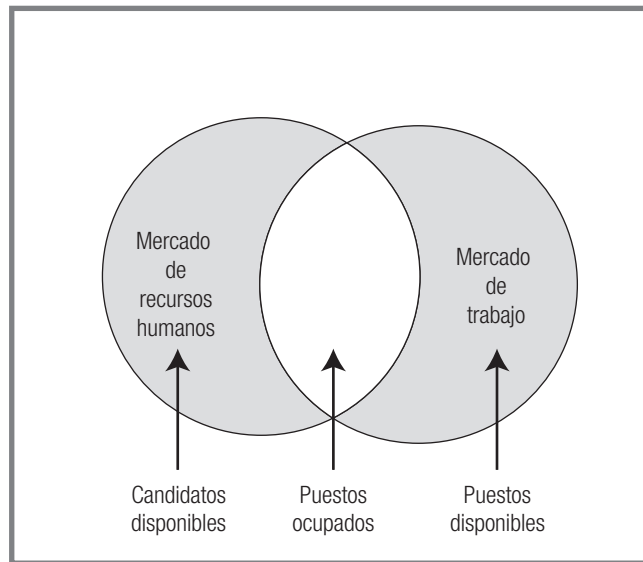 Mercado
de
recursos
humanos
Mercado
de
trabajo
Candidatos
disponibles
Puestos
ocupados
Puestos
disponibles